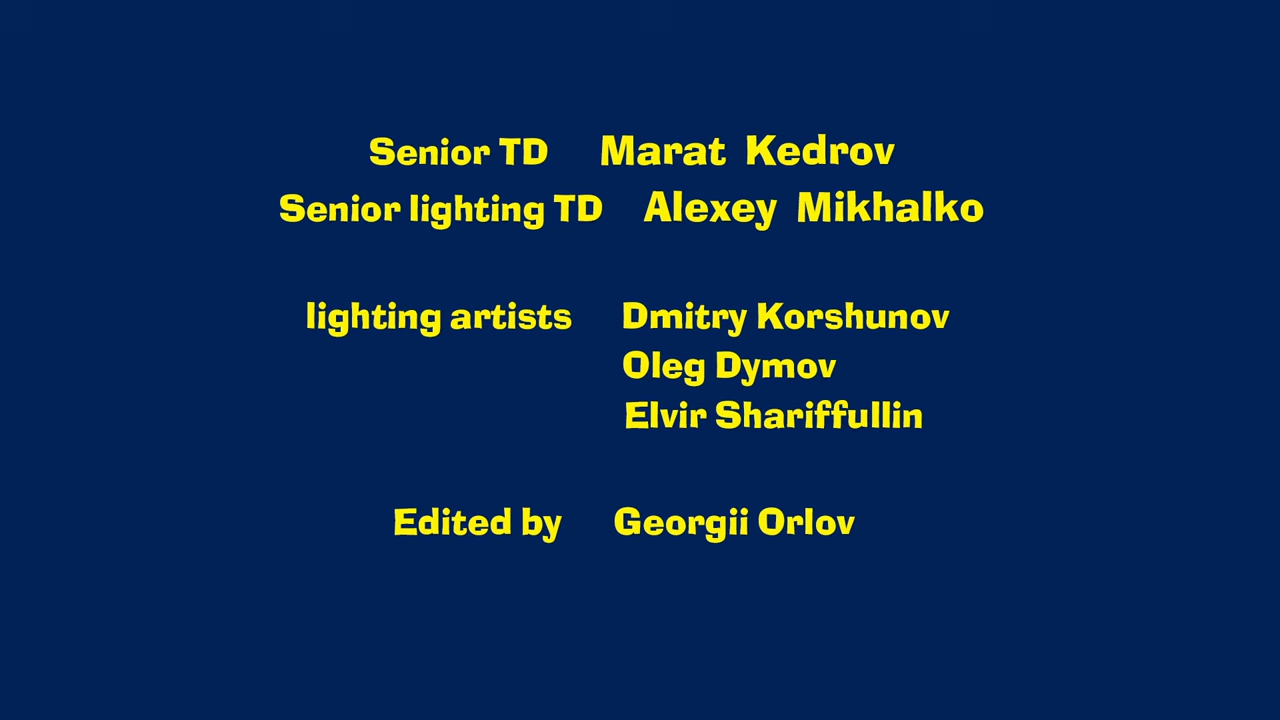 Senior TD Marat Kedrov
Senior lighting TD Alexey Mikhalko
lighting artists Dmitry Korshunov
Oleg Dymov
Elvir Shariffullin
Edited by Georgii Orlov